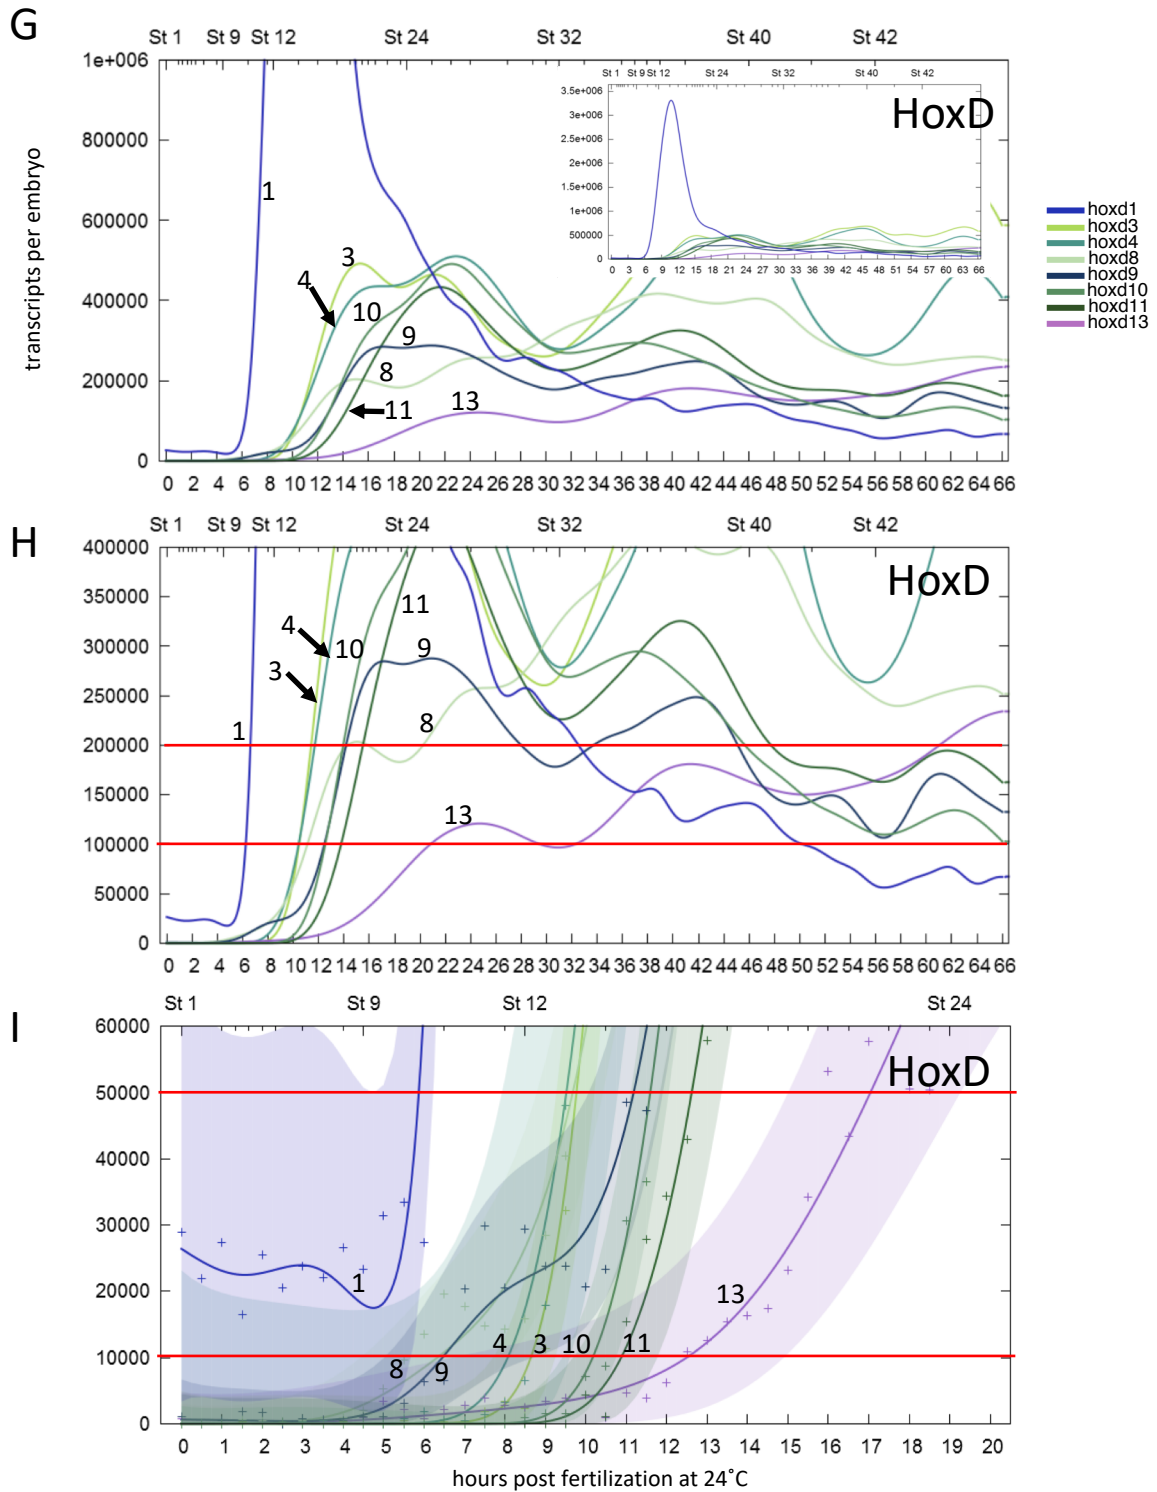 G
St 1 St 9 St 12 St 24 St 32 St 40 St 42
1e+006
800000
600000
400000
200000
0
transcripts per embryo
1
3
4
10
9
8
11
13
0 2 4 6 8 10 12 14 16 18 20 22 24 26 28 30 32 34 36 38 40 42 44 46 48 50 52 54 56 58 60 62 64 66
St 1 St 9 St 12 St 24 St 32 St 40 St 42
HoxD
3.5e+006
3e+006
2.5e+006
2e+006
1.5e+006
1e+006
500000
0
0 3 6 9 12 15 18 21 24 27 30 33 36 39 42 45 48 51 54 57 60 63 66
hoxd1
hoxd3
hoxd4
hoxd8
hoxd9
hoxd10
hoxd11
hoxd13
H
St 1 St 9 St 12 St 24 St 32 St 40 St 42
HoxD
400000
350000
300000
250000
200000
150000
100000
50000
0
11
4
10
9
3
1
8
13
0 2 4 6 8 10 12 14 16 18 20 22 24 26 28 30 32 34 36 38 40 42 44 46 48 50 52 54 56 58 60 62 64 66
I
St 1 St 9 St 12 St 24
HoxD
60000
50000
40000
30000
20000
10000
0
1
13
8
9
4
3
10
11
0 1 2 3 4 5 6 7 8 9 10 11 12 13 14 15 16 17 18 19 20
hours post fertilization at 24˚C